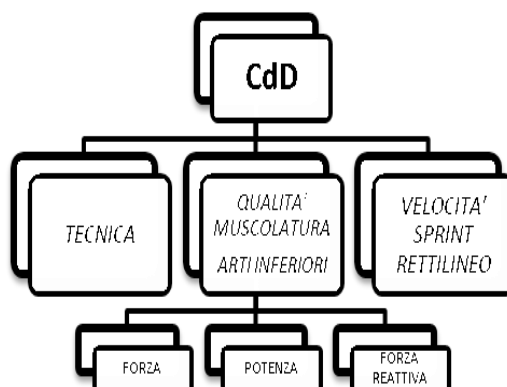 CdD
TECNICA
QUALITA'
MUSCOLATURA
ARTI INFERIORI
VELOCITA'
SPRINT
RETTILINEO
FORZA
POTENZA
FORZA
REATTIVA